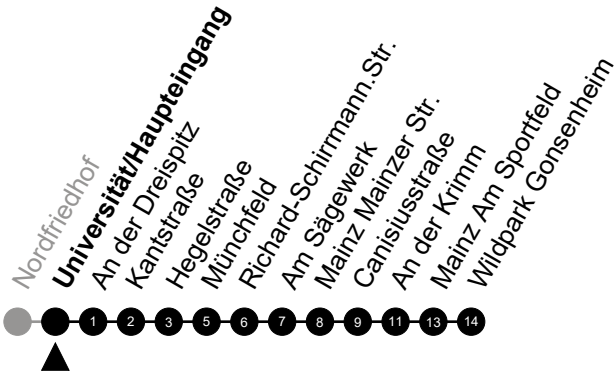 Nordfriedhof
Universität/Haupteingang
An der Dreispitz
Kantstraße
Hegelstraße
Münchfeld
Richard-Schirrmann.Str.
Am Sägewerk
Mainz Mainzer Str.
Canisiusstraße
An der Krimm
Mainz Am Sportfeld
Wildpark Gonsenheim
1 2 3 5 6 7 8 9 11 13 14